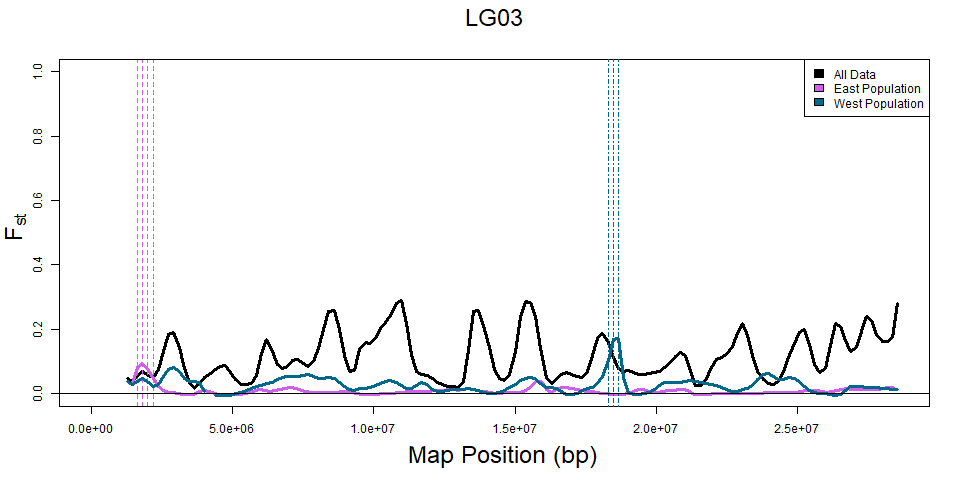 LG03
All Data
East Population
West Population
1.0
0.8
0.6
0.4
0.2
0.0
Fst
0.0e+00 5.0e+06 1.0e+07 1.5e+07 2.0e+07 2.5e+07
Map Position (bp)